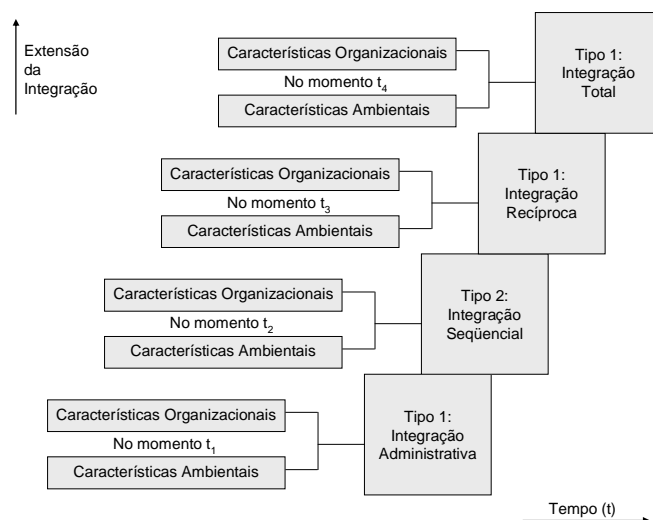 Extensão
da
Integração
Características Organizacionais
No momento t4
Características Ambientais
Tipo 1:
Integração
Total
Características Organizacionais
No momento t3
Características Ambientais
Tipo 1:
Integração
Recíproca
Características Organizacionais
No momento t2
Características Ambientais
Tipo 2:
Integração
Seqüencial
Características Organizacionais
No momento t1
Características Ambientais
Tipo 1:
Integração
Administrativa
Tempo (t)